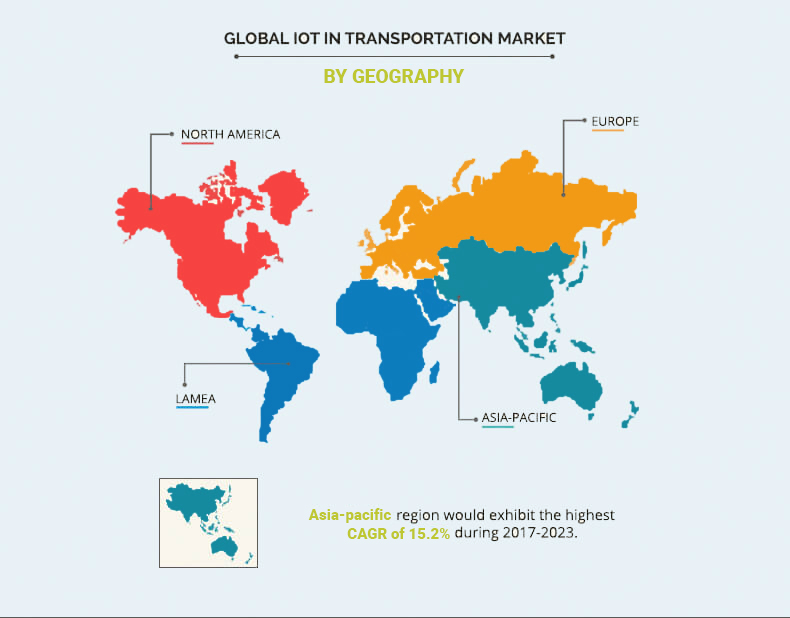 GLOBAL IOT IN TRANSPORTATION MARKET
BY GEOGRAPHY
EUROPE
NORTH AMERICA
LAMEA
ASIA-PACIFIC
Asia-pacific region would exhibit the highest
CAGR of 15.2% during 2017-2023.